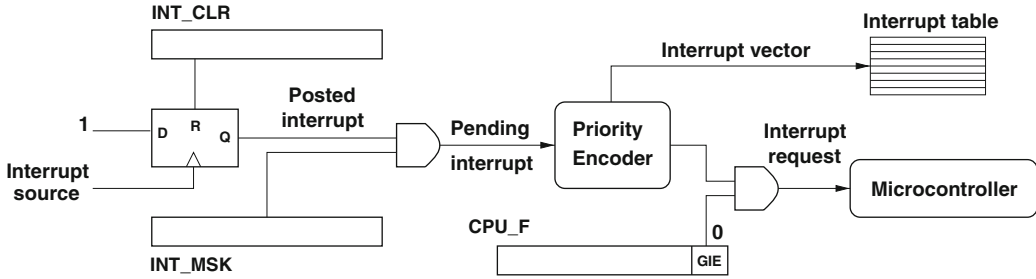 INT_CLR
Interrupt table
Interrupt vector
Posted
interrupt
1
D
R
Q
Pending
interrupt
Priority
Encoder
Interrupt
request
Interrupt
source
Microcontroller
CPU_F
0
GIE
INT_MSK